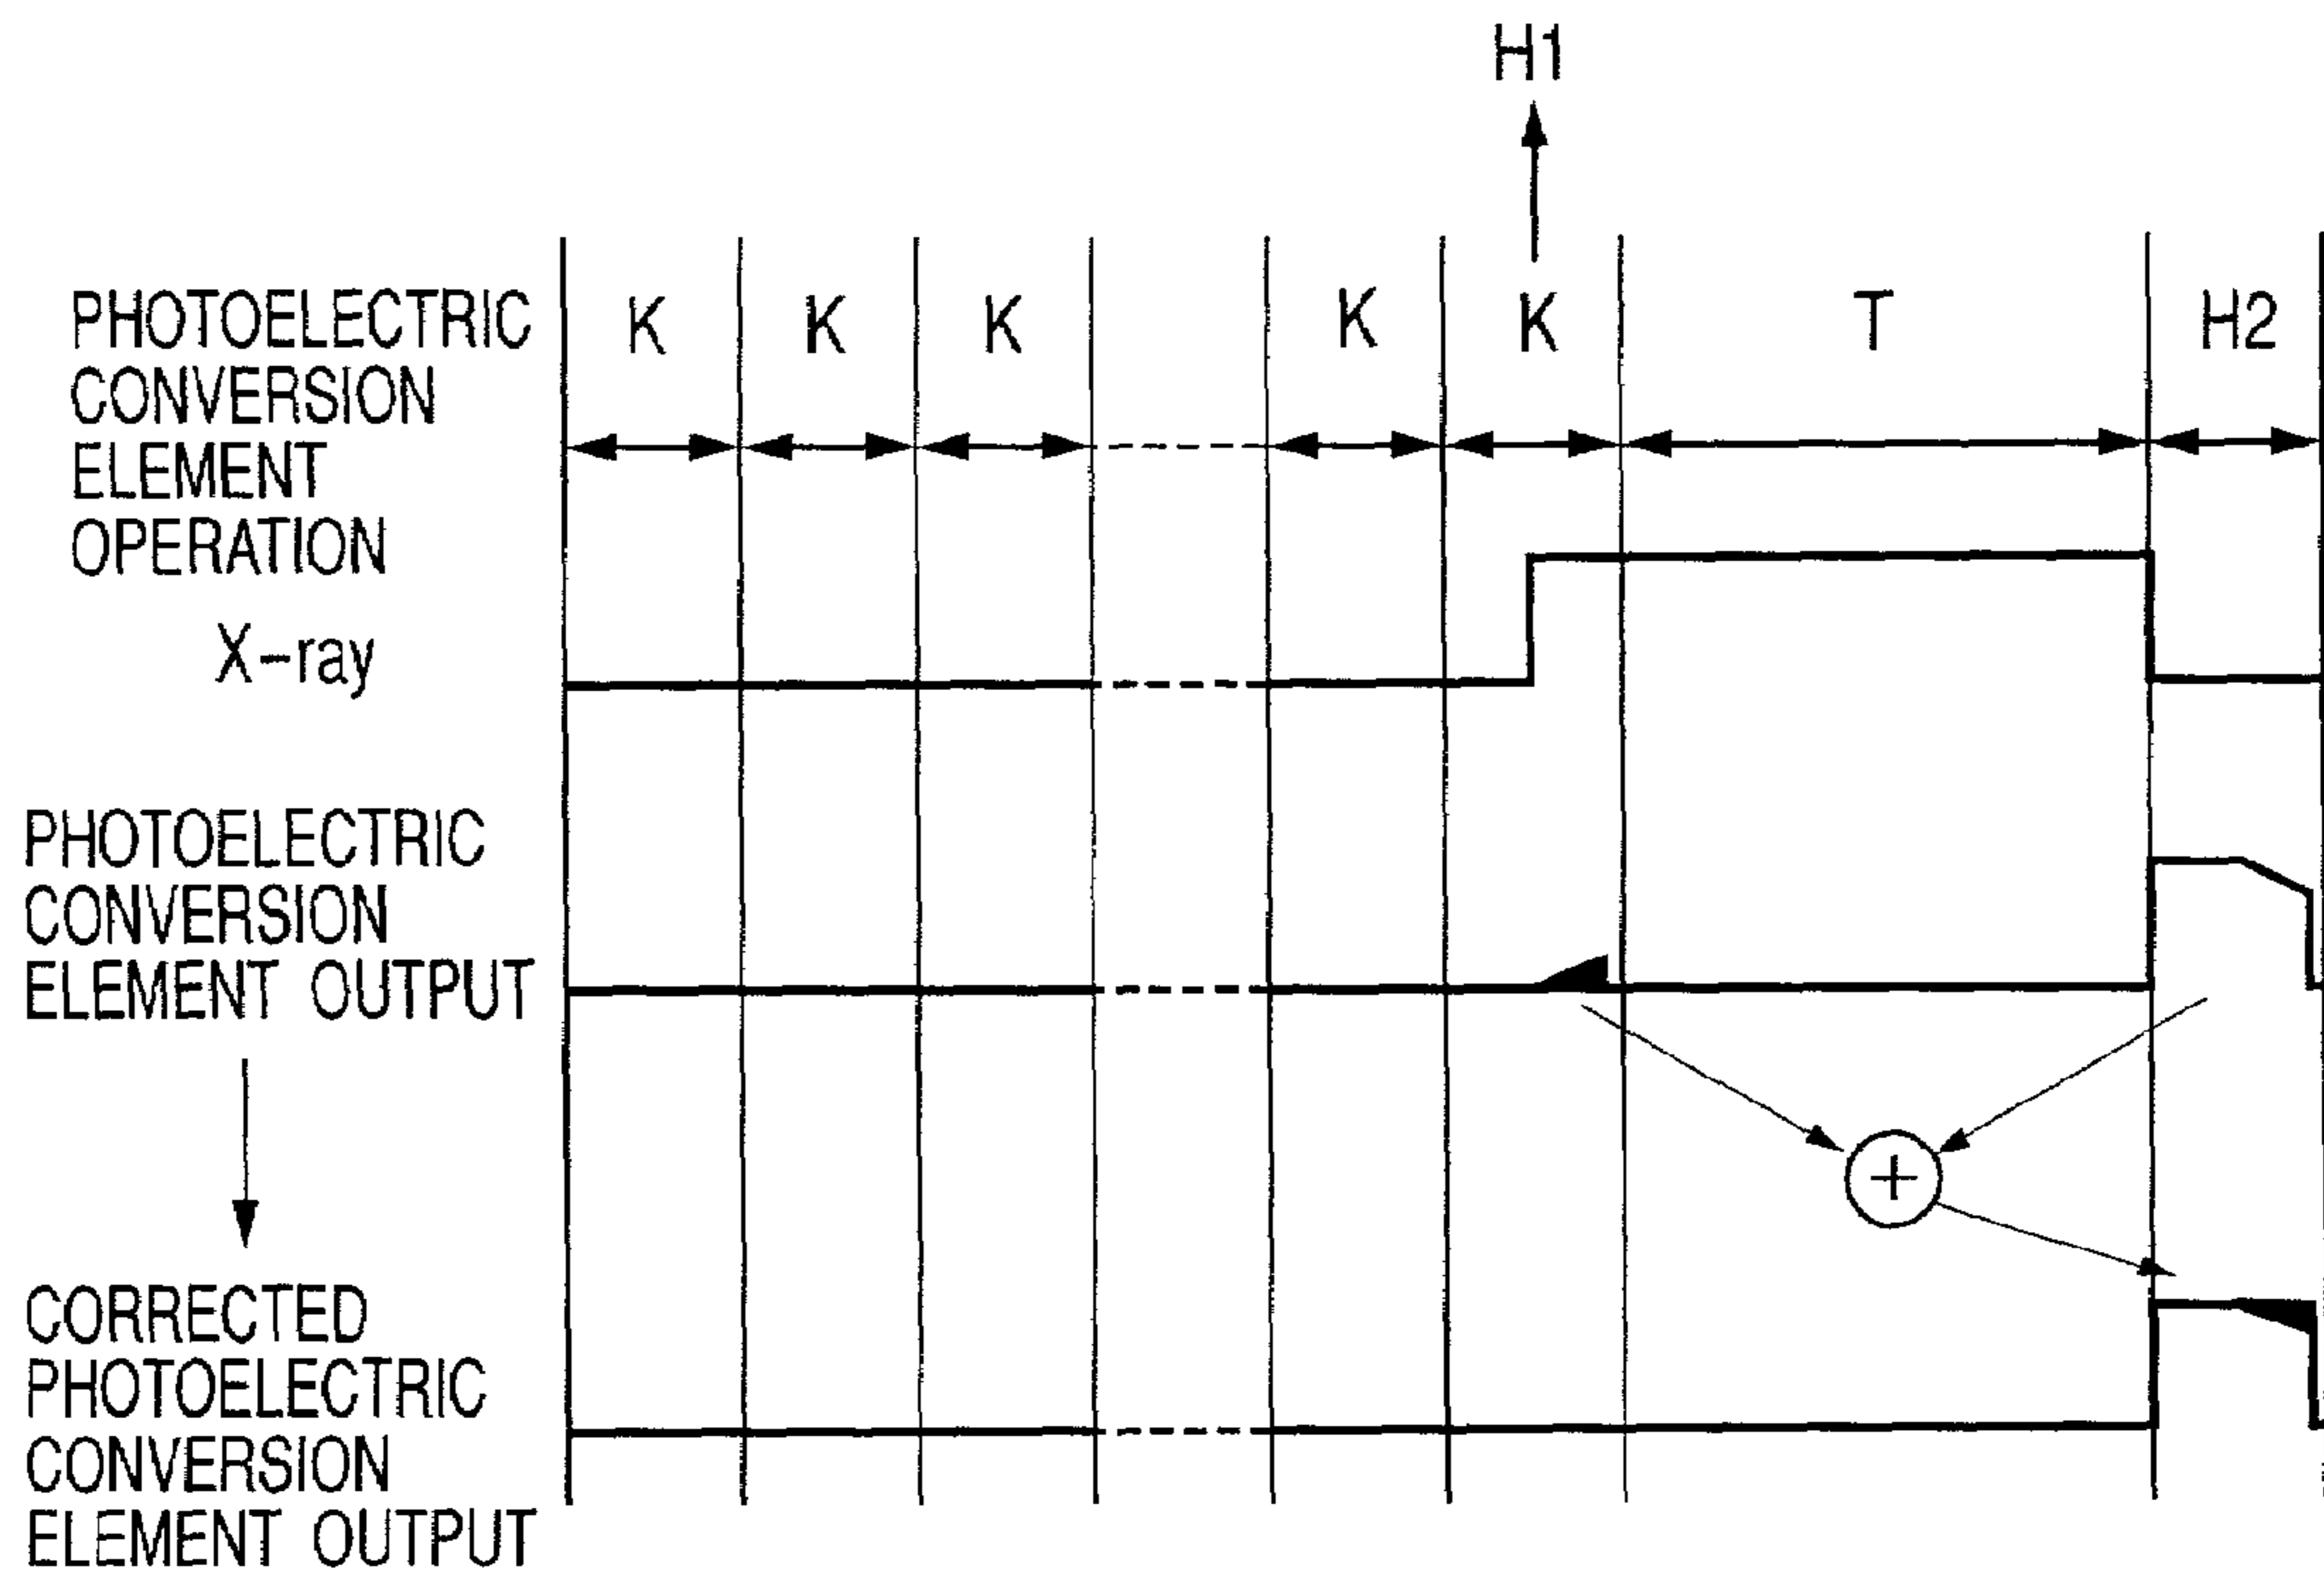 H1
PHOTOELECTRIC
CONVERSION
ELEMENT
OPERATION
K K K K K T H2
X-ray
PHOTOELECTRIC
CONVERSION
ELEMENT OUTPUT
+
CORRECTED
PHOTOELECTRIC
CONVERSION
ELEMENT OUTPUT